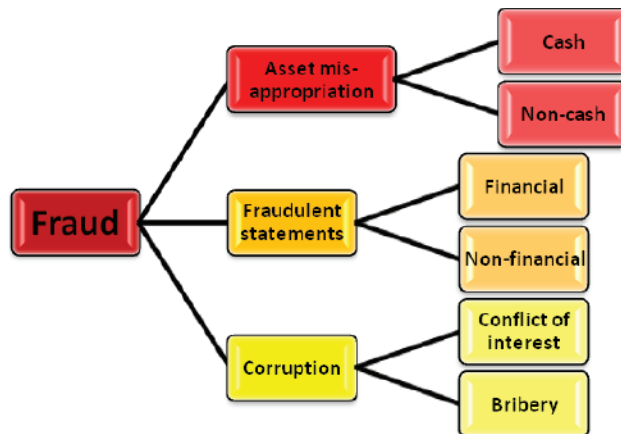 Fraud
Asset mis-
appropriation
Cash
Non-cash
Fraudulent
statements
Financial
Non-financial
Corruption
Conflict of
interest
Bribery